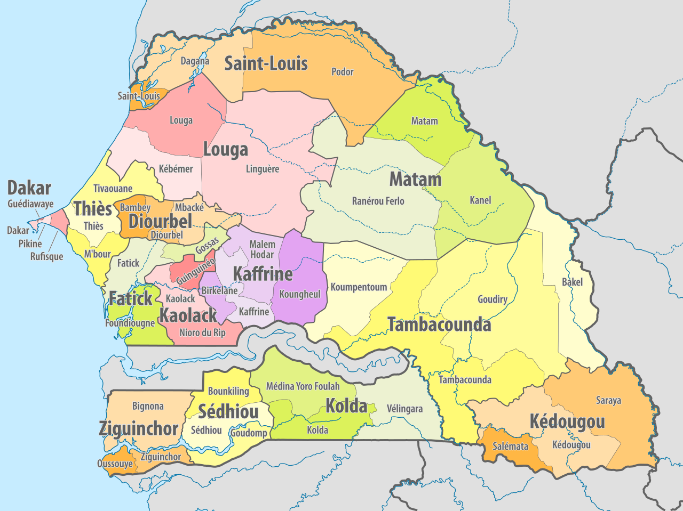 Dagana
Saint-Louis
Podor
Saint-Louis
Louga
Matam
Louga
Kébémer
Linguère
Matam
Dakar
Guédiawaye
Tivaouane
Ranérou Ferlo
Kanel
Thiès
Bambey
Mbacké
Diourbel
Thiès
Dakar
Diourbel
Pikine
Rufisque
M'bour
Gossas
Malem
Hodar
Fatick
Guinguineo
Kaffrine
Bakel
Koumpentoum
Birkelane
Koungheul
Fatick
Kaolack
Goudiry
Kaolack
Kaffrine
Foundiougne
Tambacounda
Nioro du Rip
Tambacounda
Médina Yoro Foulah
Bounkiling
Saraya
Bignona
Sédhiou
Kolda
Vélingara
Kédougou
Ziguinchor
Sédhiou
Goudomp
Kolda
Salémata
Kédougou
Oussouye
Ziguinchor